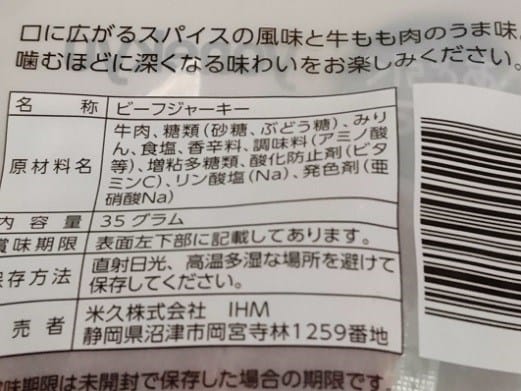 口に広がるスパイスの風味と牛もも肉のうま味。
噛むほどに深くなる味わいをお楽しみください。
名 称 ビーフジャーキー
原材料名 牛肉、糖類（砂糖、ぶどう糖）、みり
ん、食塩、香辛料、調味料（アミノ酸
等）、増粘多糖類、酸化防止剤（ビタ
ミンC）、リン酸塩（Na）、発色剤（亜
硝酸Na）
内 容 量 35グラム
賞味期限 表面左下部に記載してあります。
保存方法 直射日光、高温多湿な場所を避けて
保存してください。
売 者 米久株式会社 IHM
静岡県沼津市岡宮寺林1259番地
味期限は未開封で保存した場合の期限です。